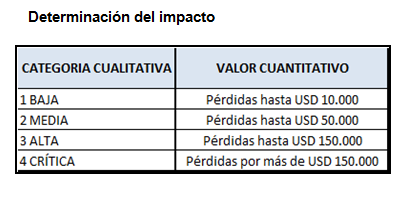 Determinación del impacto
CATEGORIA CUALITATIVA VALOR CUANTITATIVO
1 BAJA Pérdidas hasta USD 10.000
2 MEDIA Pérdidas hasta USD 50.000
3 ALTA Pérdidas hasta USD 150.000
4 CRÍTICA Pérdidas por más de USD 150.000